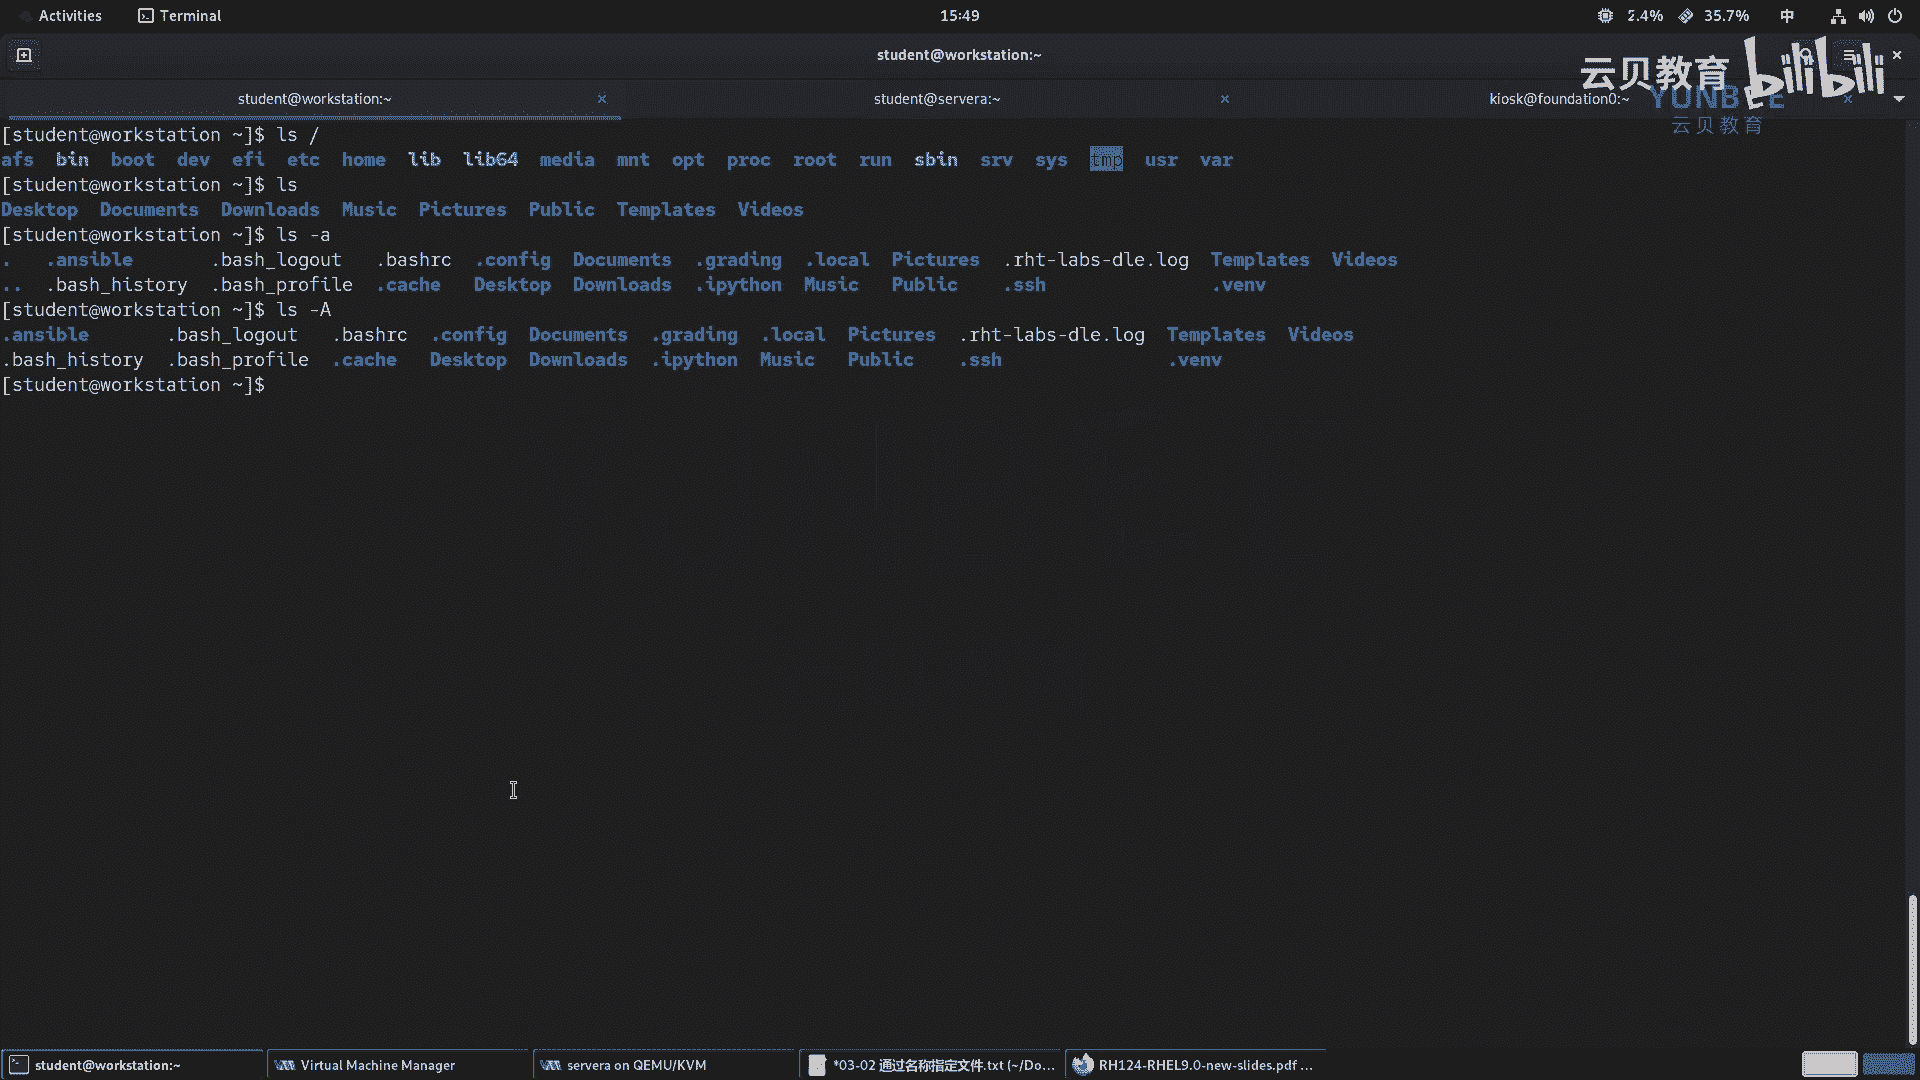 Activities Terminal 15:49 2.4% 35.7% 中
student@workstation:~
云贝教育 bilibili
student@workstation:~ student@servera:~ kiosk@foundation0:~
云贝教育
[student@workstation ~]$ ls /
afs bin boot dev efi etc home lib lib64 media mnt opt proc root run sbin srv sys tmp usr var
[student@workstation ~]$ ls
Desktop Documents Downloads Music Pictures Public Templates Videos
[student@workstation ~]$ ls -a
. .ansible .bash_logout .bashrc .config Documents .grading .local Pictures .rht-labs-dle.log Templates Videos
.. .bash_history .bash_profile .cache Desktop Downloads .ipython Music Public .ssh .venv
[student@workstation ~]$ ls -A
.ansible .bash_logout .bashrc .config Documents .grading .local Pictures .rht-labs-dle.log Templates Videos
.bash_history .bash_profile .cache Desktop Downloads .ipython Music Public .ssh .venv
[student@workstation ~]$
student@workstation:~ Virtual Machine Manager servera on QEMU/KVM *03-02 通过名称指定文件.txt (~/Do... RH124-RHEL9.0-new-slides.pdf ...